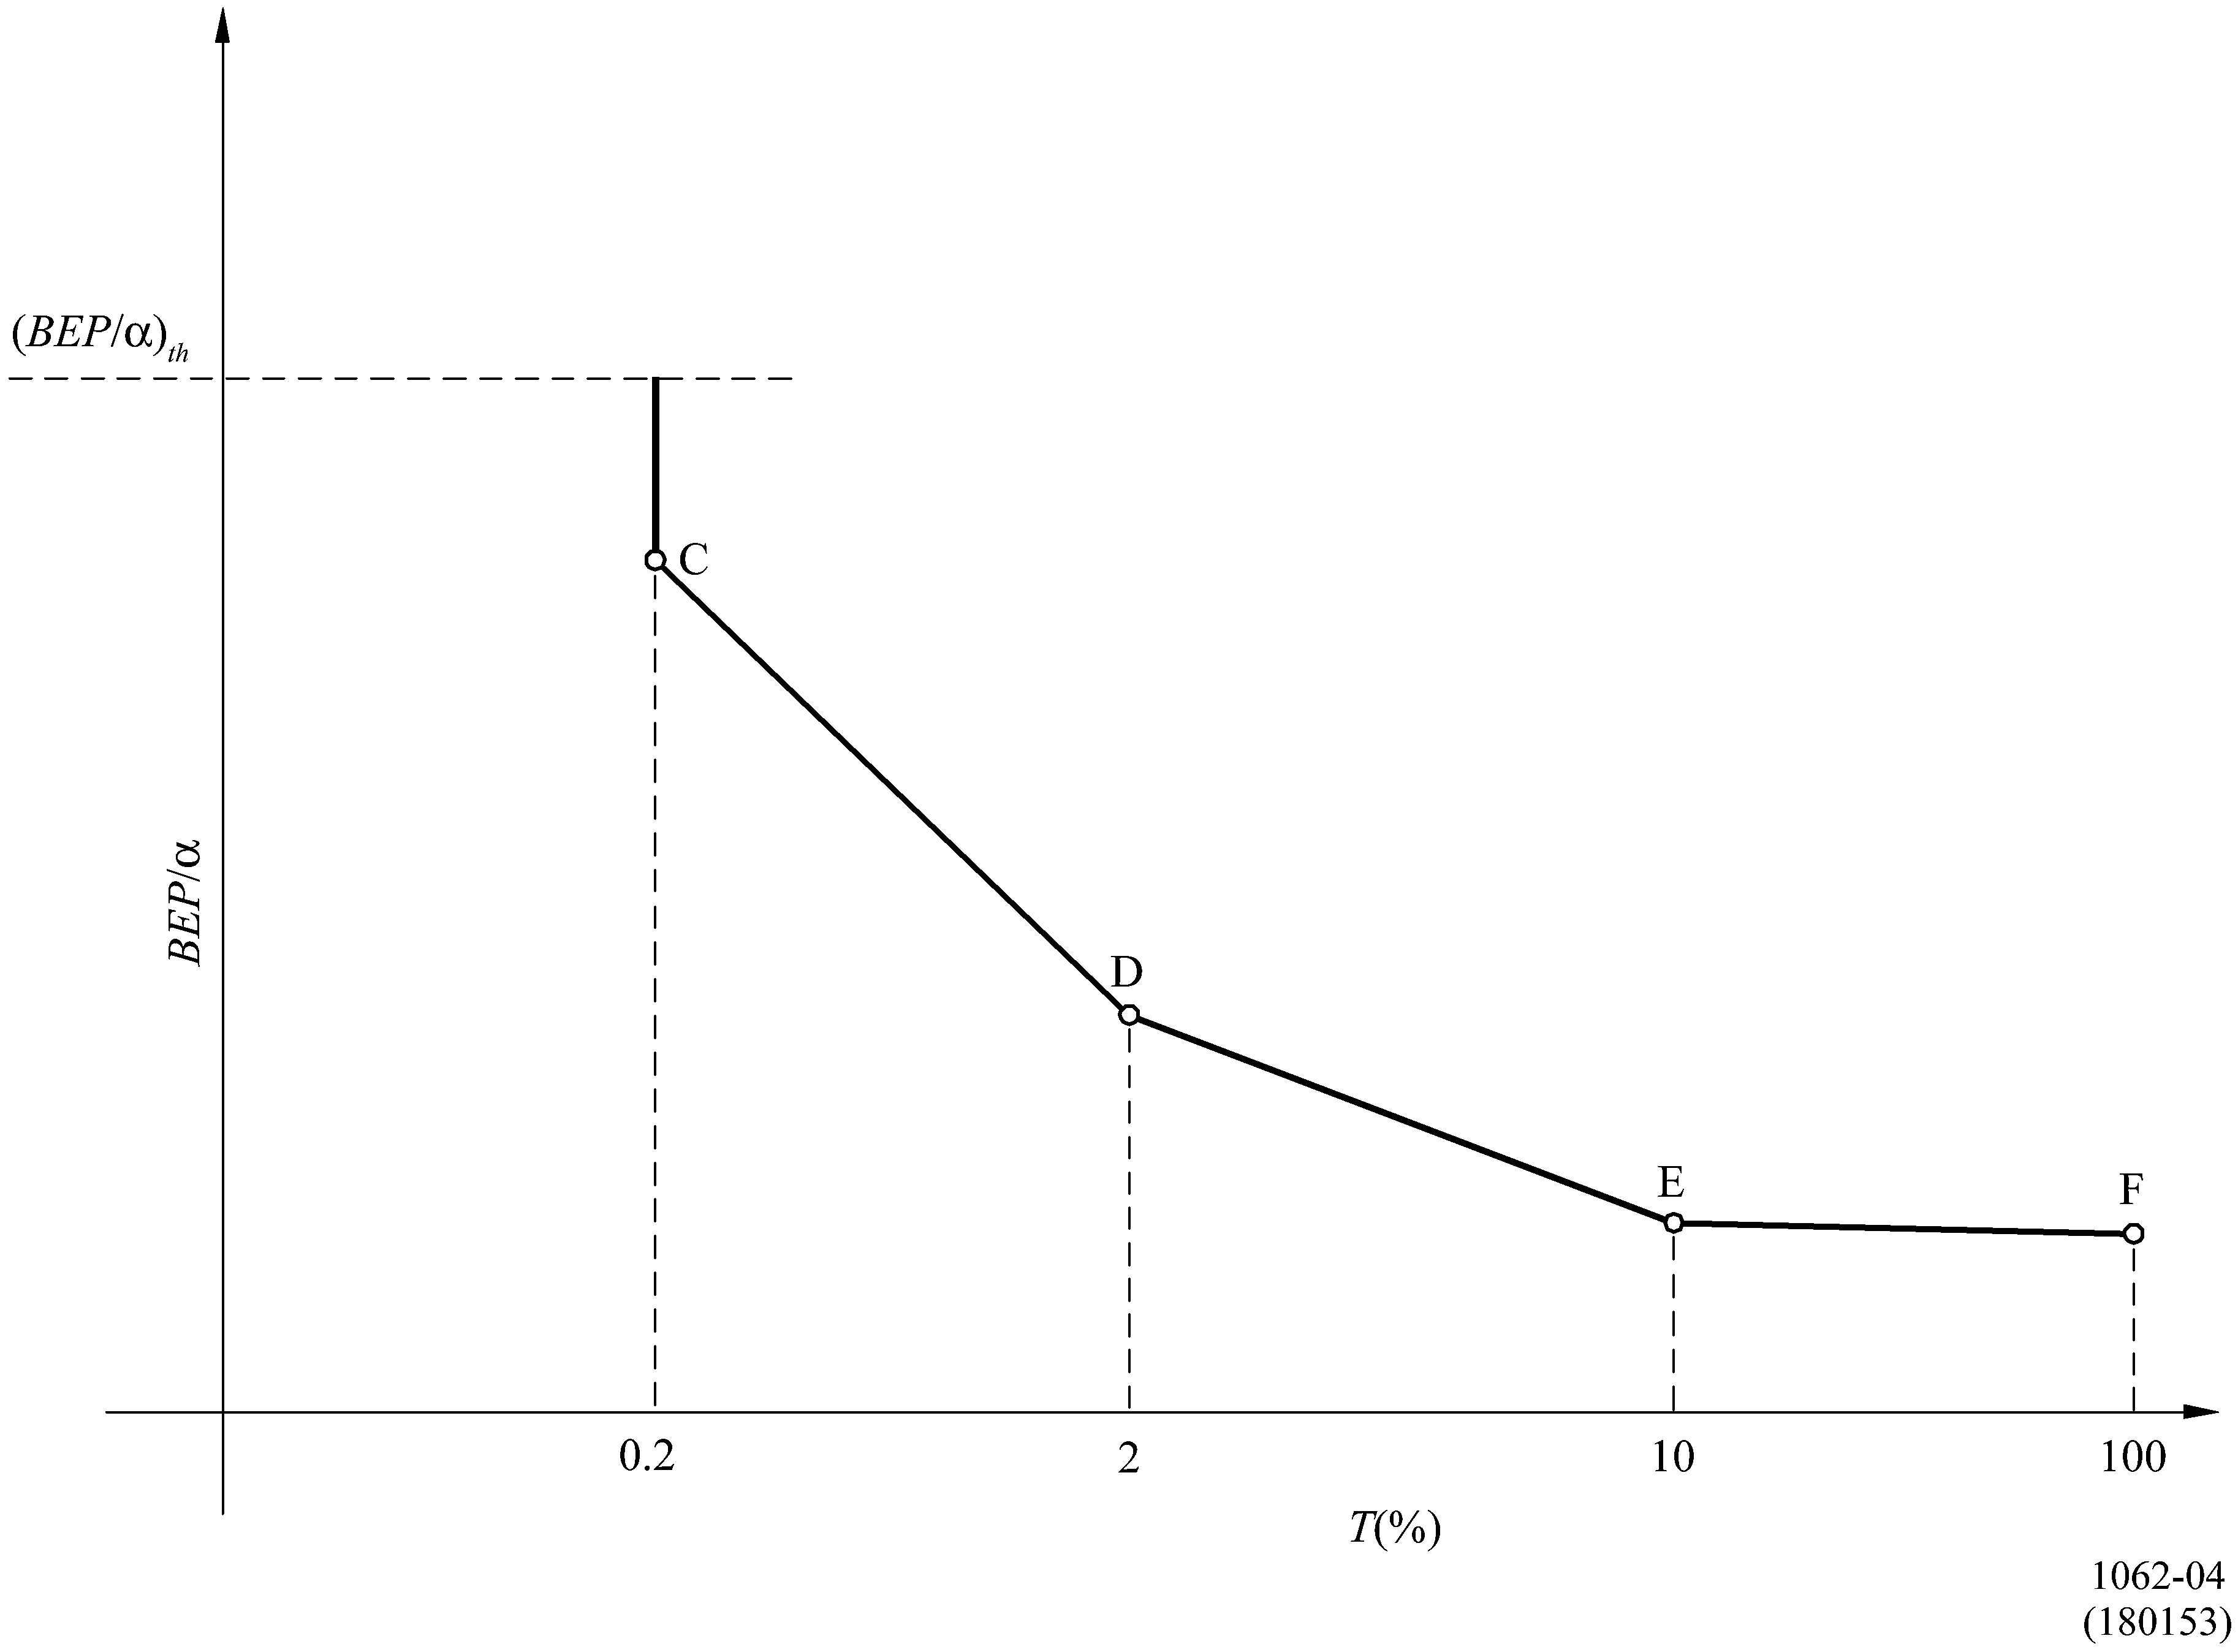 (BEP/α)th
C
BEP/α
D
E
F
0.2
2
10
100
T(%)
1062-04
(180153)